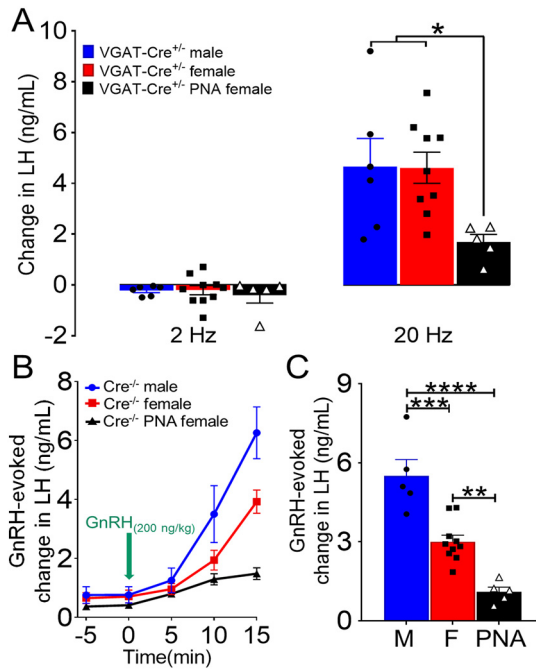 A
Change in LH (ng/mL)
10
8
6
4
2
0
-2
VGAT-Cre+/- male
VGAT-Cre+/- female
VGAT-Cre+/- PNA female
*
2 Hz
20 Hz
B
GnRH-evoked
change in LH (ng/mL)
8
6
4
2
0
Cre-/- male
Cre-/- female
Cre-/- PNA female
GnRH(200 ng/kg)
-5
0
5
10
15
Time(min)
C
GnRH-evoked
change in LH (ng/mL)
9
6
3
0
****
***
**
M
F
PNA